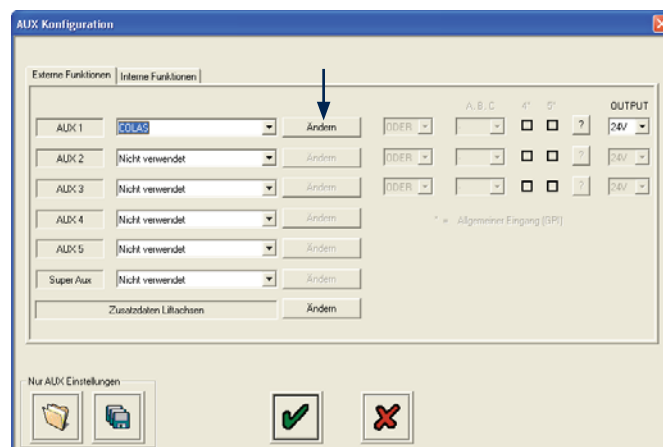 AUX Konfiguration
Externe Funktionen Interne Funktionen
A, B, C 4* 5* OUTPUT
AUX 1 COLAS Ändern ODER ? 24V
AUX 2 Nicht verwendet Ändern ODER ? 24V
AUX 3 Nicht verwendet Ändern ODER ? 24V
AUX 4 Nicht verwendet Ändern * = Allgemeiner Eingang (GPI)
AUX 5 Nicht verwendet Ändern
Super Aux Nicht verwendet Ändern
Zusatzdaten Liftachsen Ändern
Nur AUX Einstellungen